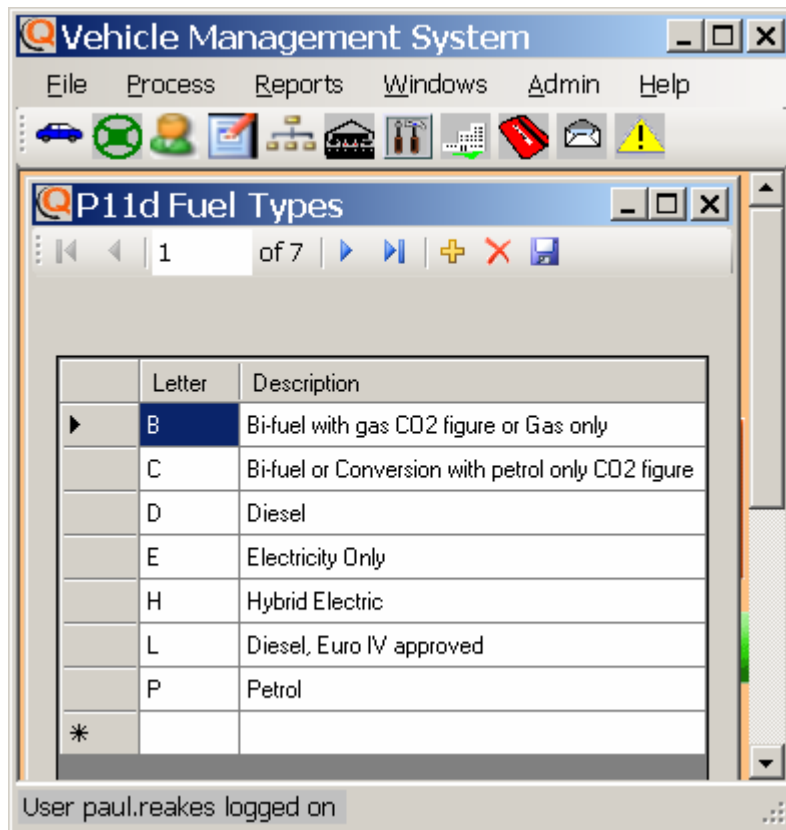 Vehicle Management System
File Process Reports Windows Admin Help
P11d Fuel Types
1 of 7
Letter Description
B Bi-fuel with gas CO2 figure or Gas only
C Bi-fuel or Conversion with petrol only CO2 figure
D Diesel
E Electricity Only
H Hybrid Electric
L Diesel, Euro IV approved
P Petrol
User paul.reakes logged on